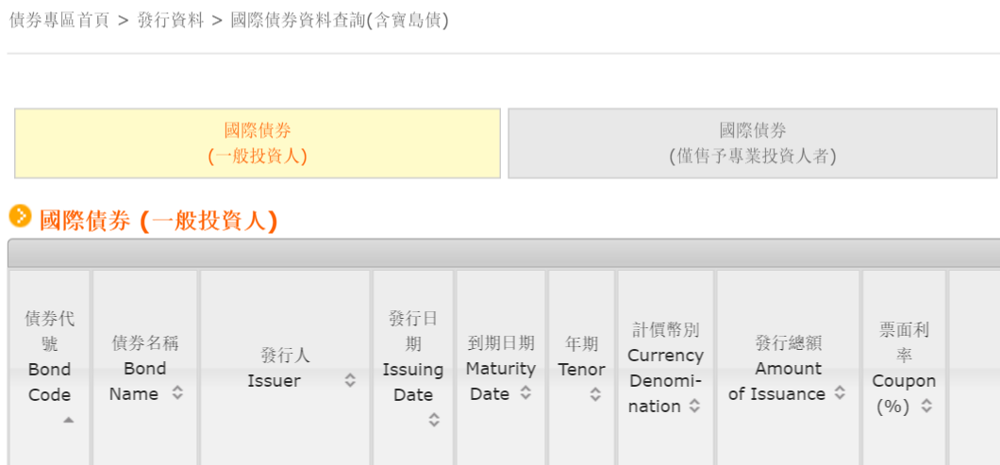 債券專區首頁 > 發行資料 > 國際債券資料查詢(含寶島債)
國際債券
(一般投資人)
國際債券
(僅售予專業投資人者)
國際債券 (一般投資人)
債券代
號
Bond
Code
債券名稱
Bond
Name
發行人
Issuer
發行日
期
Issuing
Date
到期日期
Maturity
Date
年期
Tenor
計價幣別
Currency
Denomi-
nation
發行總額
Amount
of Issuance
票面利
率
Coupon
(%)